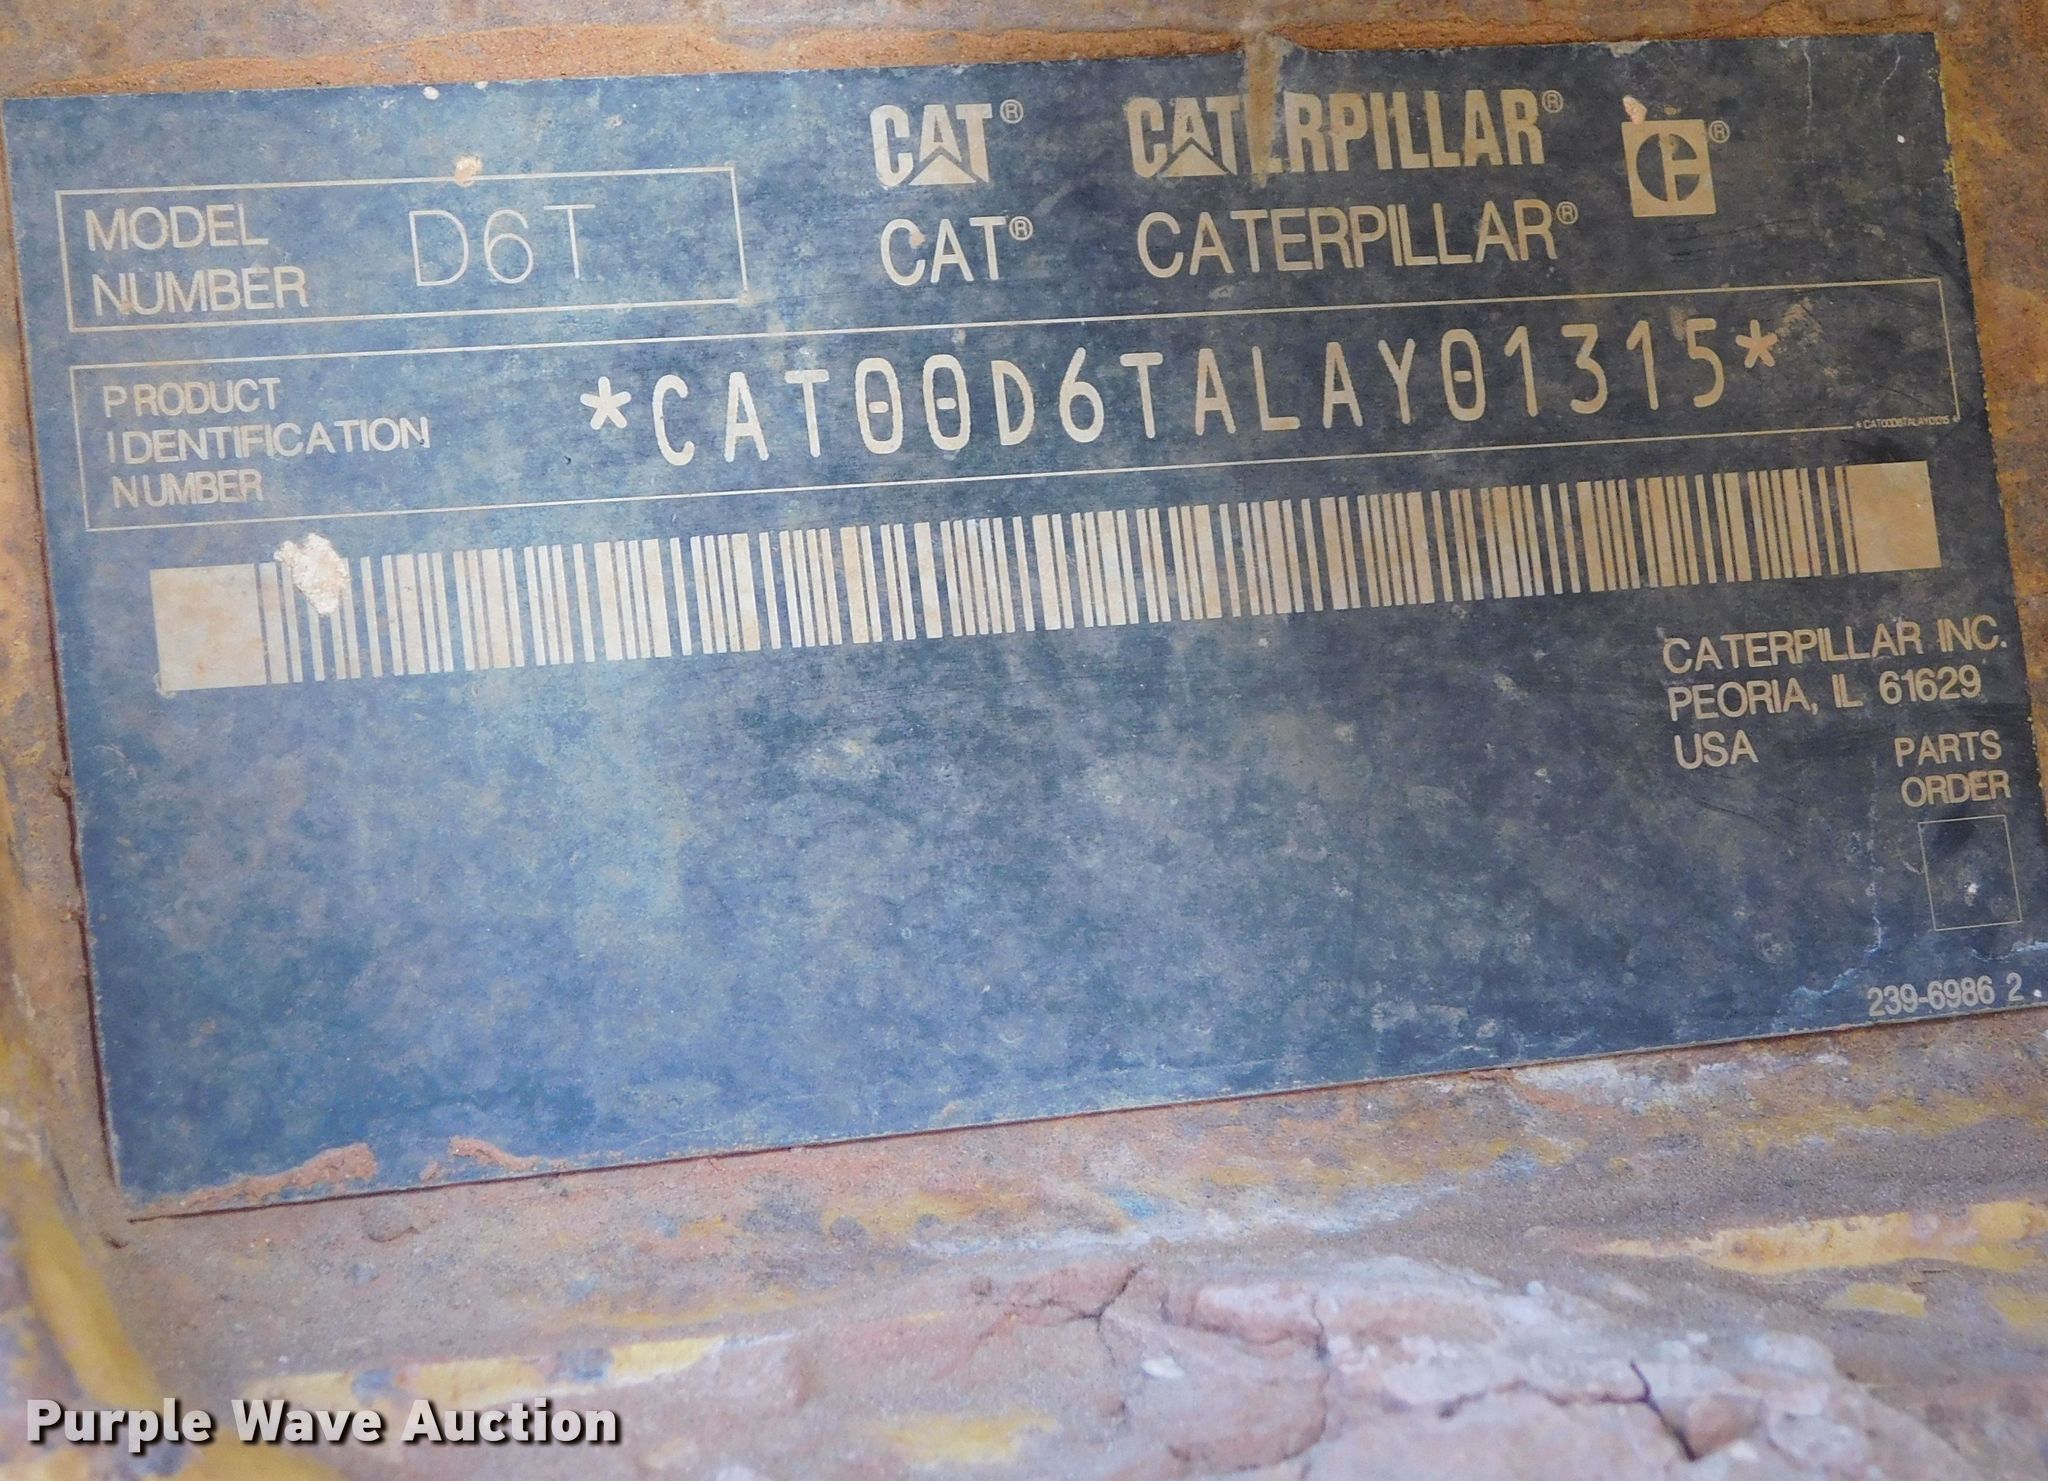 CAT® CATERPILLAR® ®
MODEL NUMBER D6T
CAT® CATERPILLAR®
PRODUCT IDENTIFICATION NUMBER
*CAT00D6TALAY01315*
CATERPILLAR INC.
PEORIA, IL 61629
USA
PARTS
ORDER
239-6986 2
Purple Wave Auction